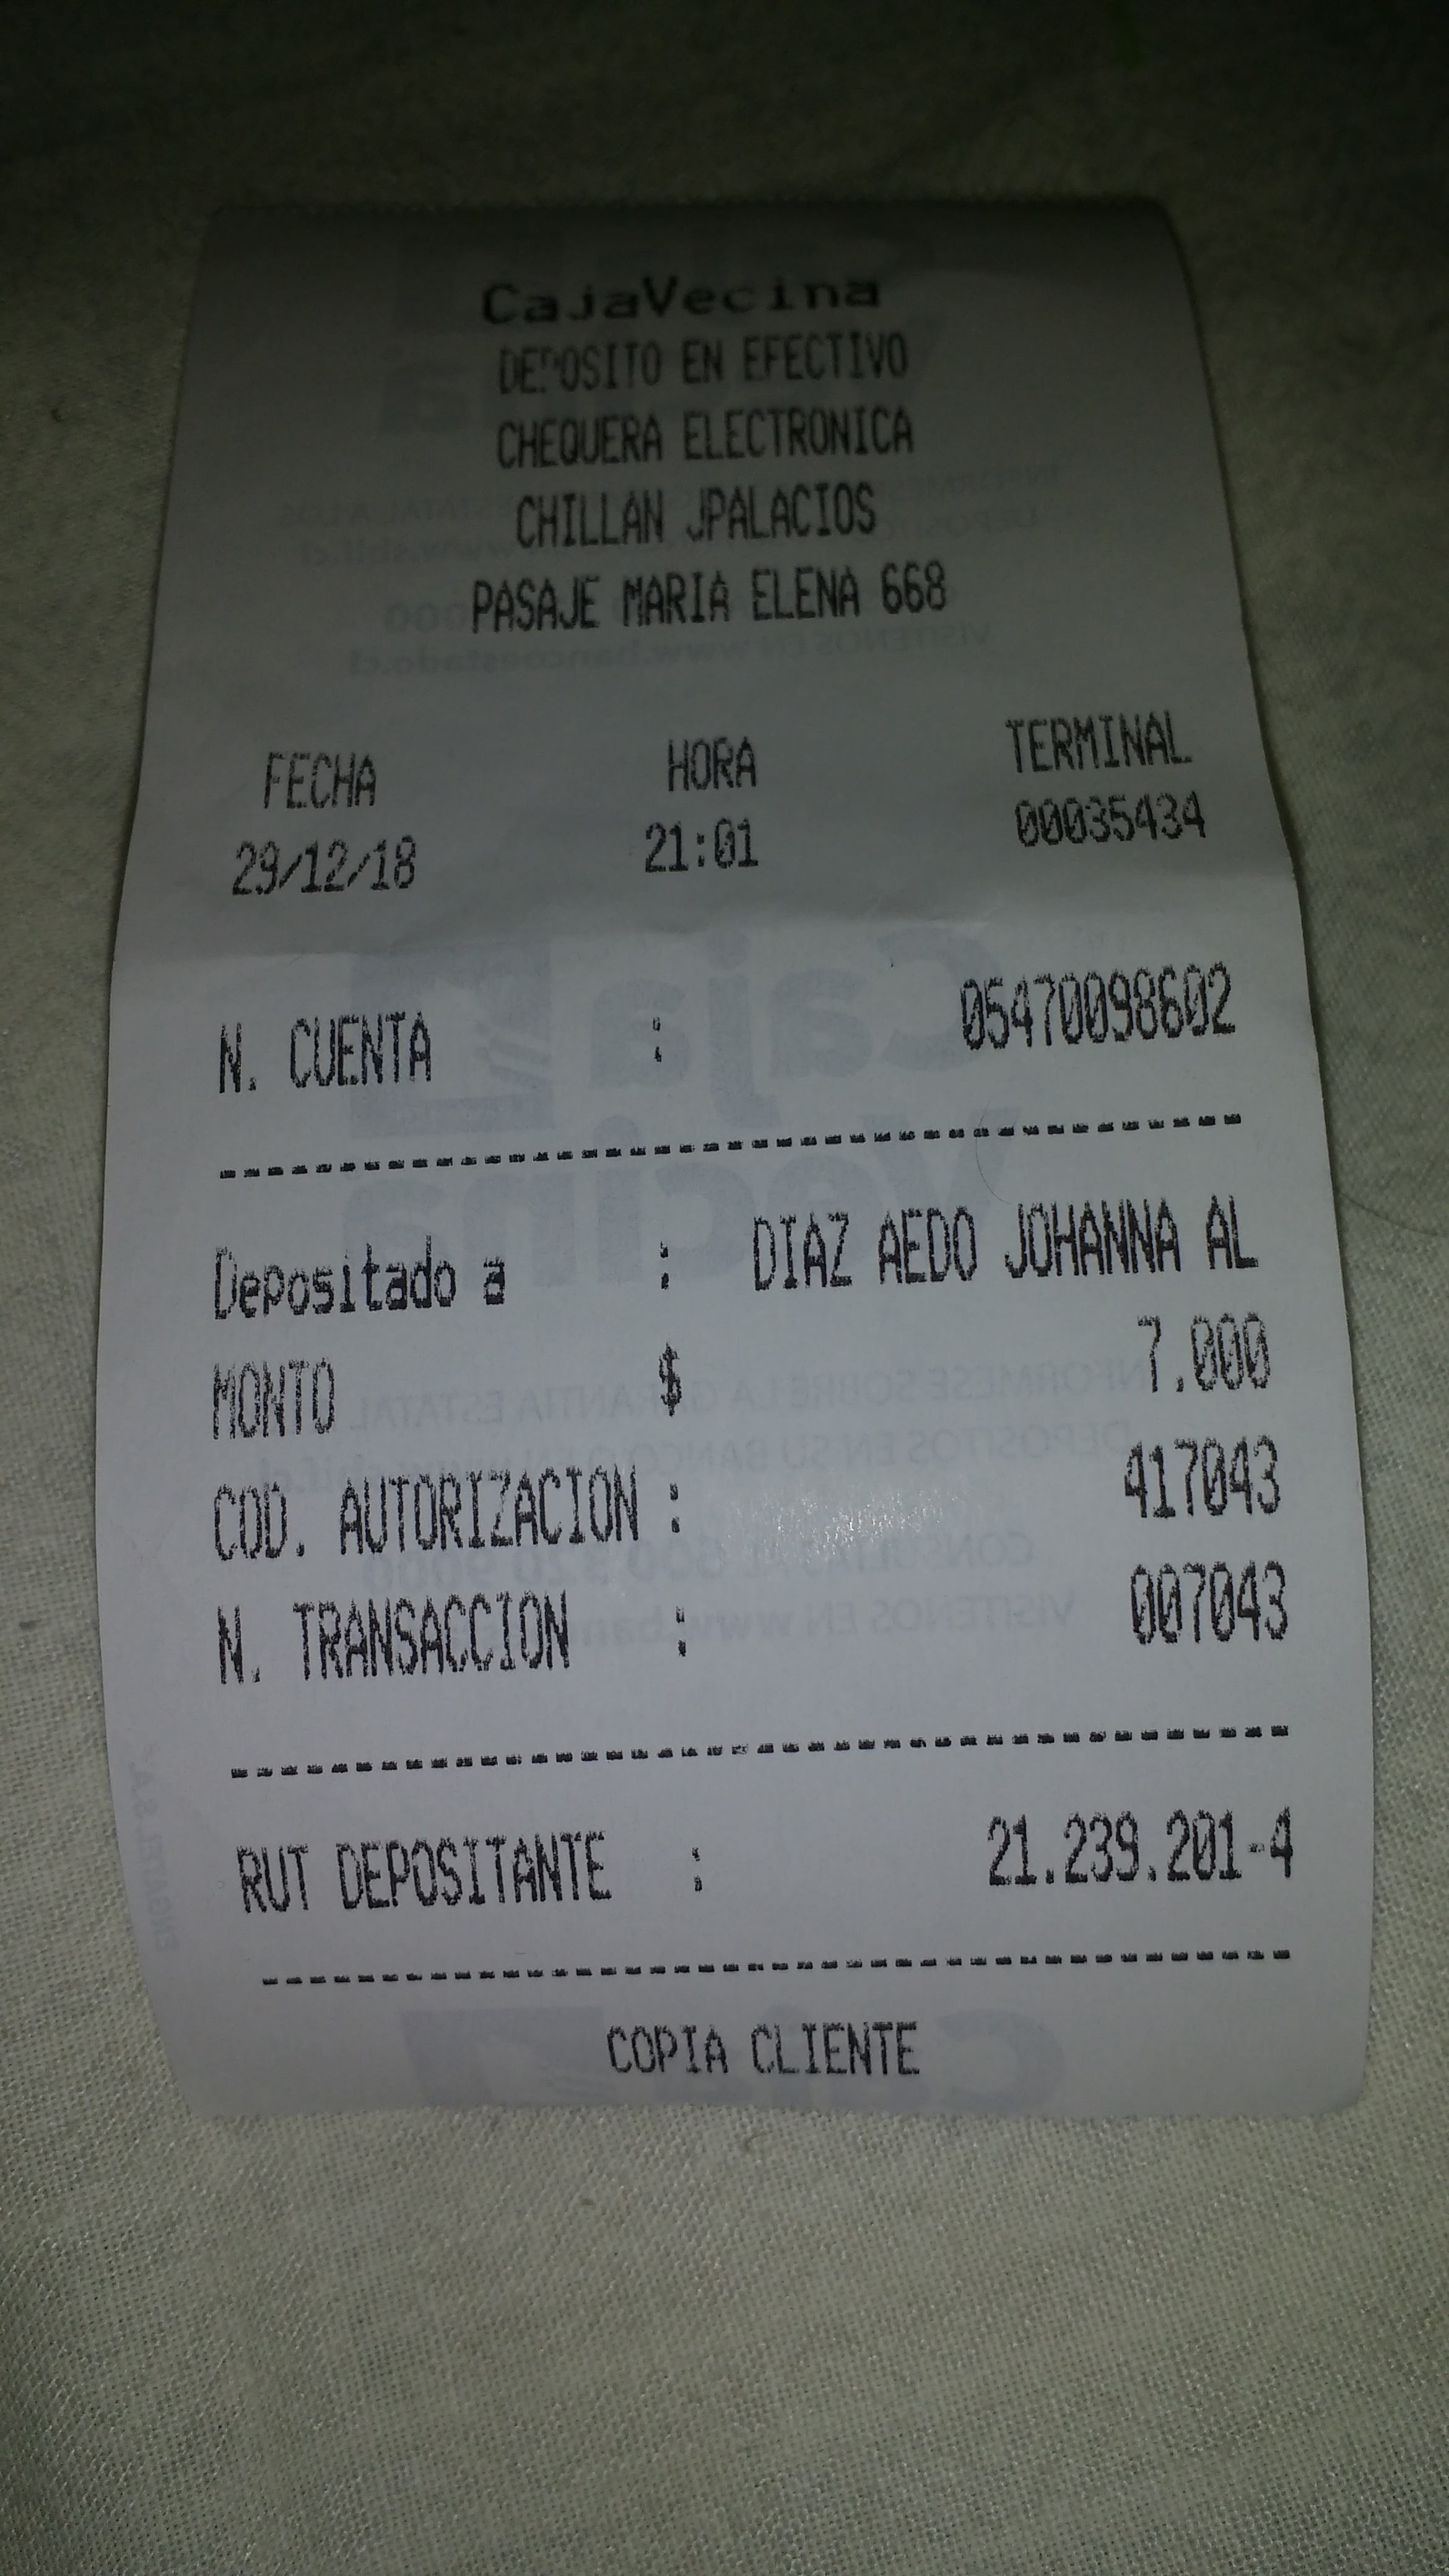 CajaVecina
DEPOSITO EN EFECTIVO
CHEQUERA ELECTRONICA
CHILLAN JPALACIOS
PASAJE MARIA ELENA 668
FECHA HORA TERMINAL
29/12/18 21:01 00035434
N. CUENTA : 05470098602
Depositado a : DIAZ AEDO JOHANNA AL
MONTO $ 7.000
COD. AUTORIZACION : 417043
N. TRANSACCION : 007043
RUT DEPOSITANTE : 21.239.201-4
COPIA CLIENTE